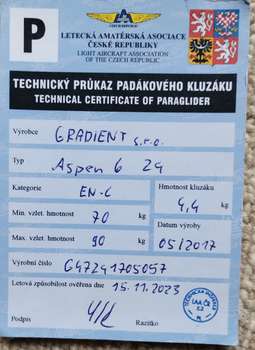 P
LETECKÁ AMATÉRSKÁ ASOCIACE
ČESKÉ REPUBLIKY
LIGHT AIRCRAFT ASSOCIATION
OF THE CZECH REPUBLIC
TECHNICKÝ PRŮKAZ PADÁKOVÉHO KLUZÁKU
TECHNICAL CERTIFICATE OF PARAGLIDER
Výrobce GRADIENT s.r.o.
Typ Aspen 6 24
Kategorie EN-C
Hmotnost kluzáku
4,4 kg
Min. vzlet. hmotnost 70 kg
Datum výroby
05/2017
Max. vzlet. hmotnost 90 kg
Výrobní číslo G47241705057
Letová způsobilost ověřena dne 15.11.2023
Podpis Razítko